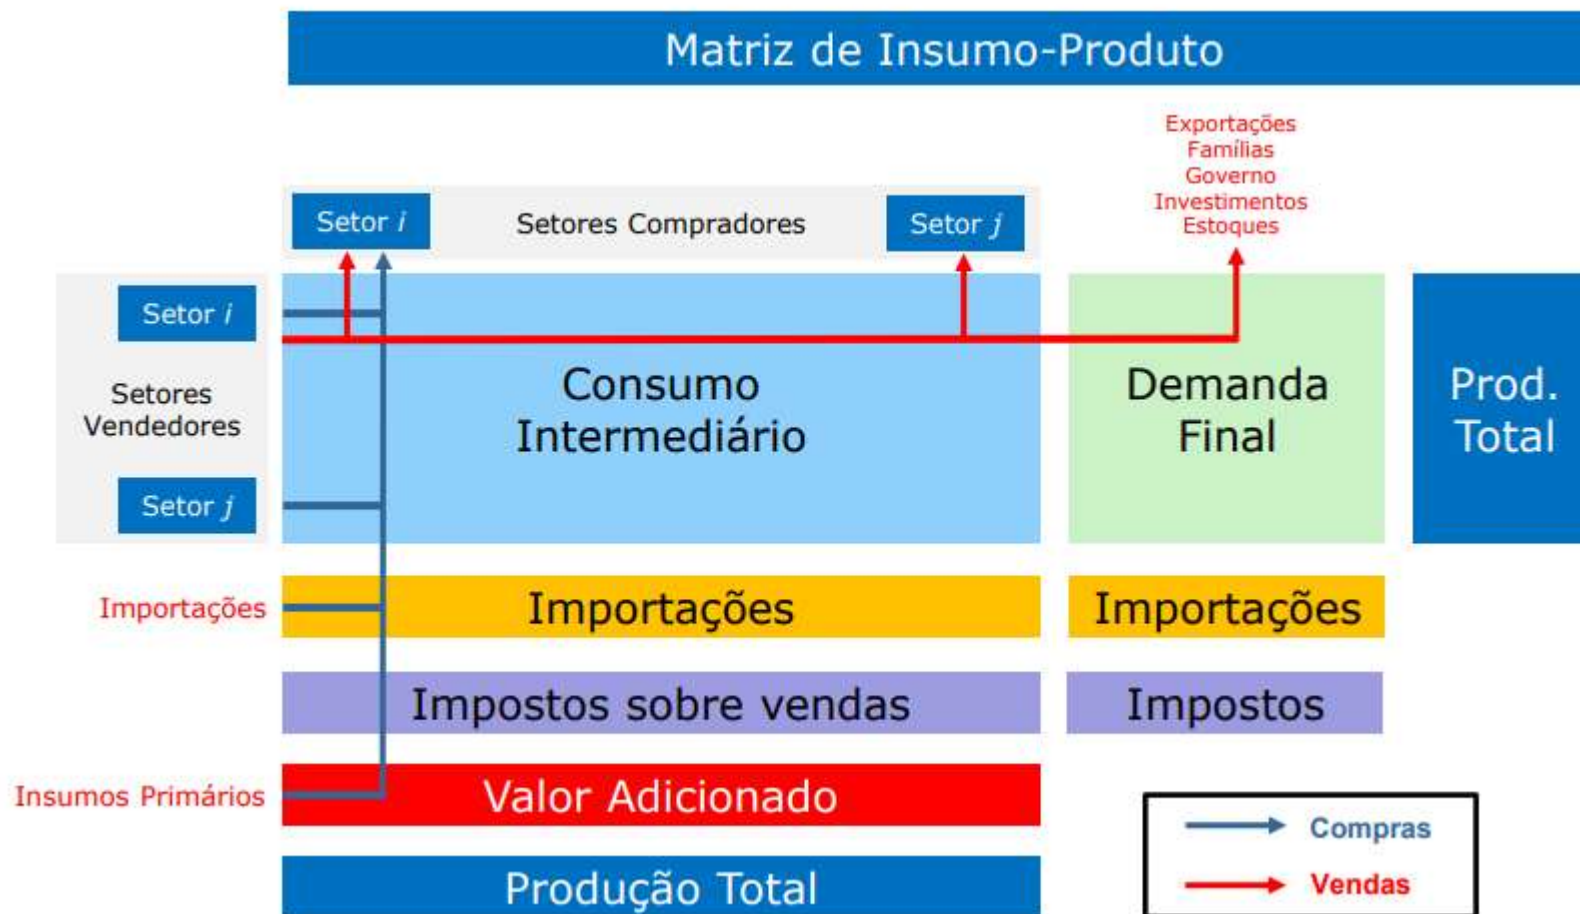 Matriz de Insumo-Produto
Exportações
Famílias
Governo
Investimentos
Estoques
Setor i
Setores Compradores
Setor j
Setor i
Setores
Vendedores
Setor j
Consumo
Intermediário
Demanda
Final
Prod.
Total
Importações
Importações
Importações
Impostos sobre vendas
Impostos
Insumos Primários
Valor Adicionado
Produção Total
Compras
Vendas